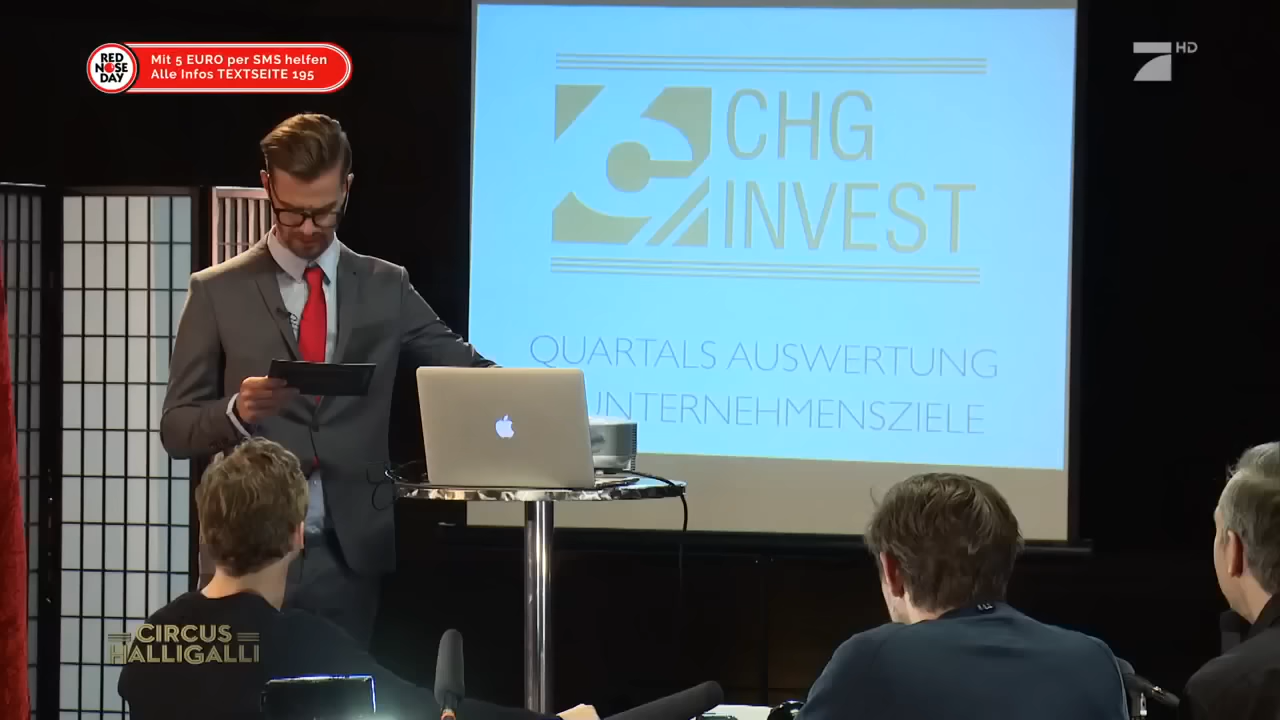 RED
NOSE
DAY
Mit 5 EURO per SMS helfen
Alle Infos TEXTSEITE 195
HD
CHG
INVEST
QUARTALS AUSWERTUNG
UNTERNEHMENSZIELE
CIRCUS
HALLIGALLI